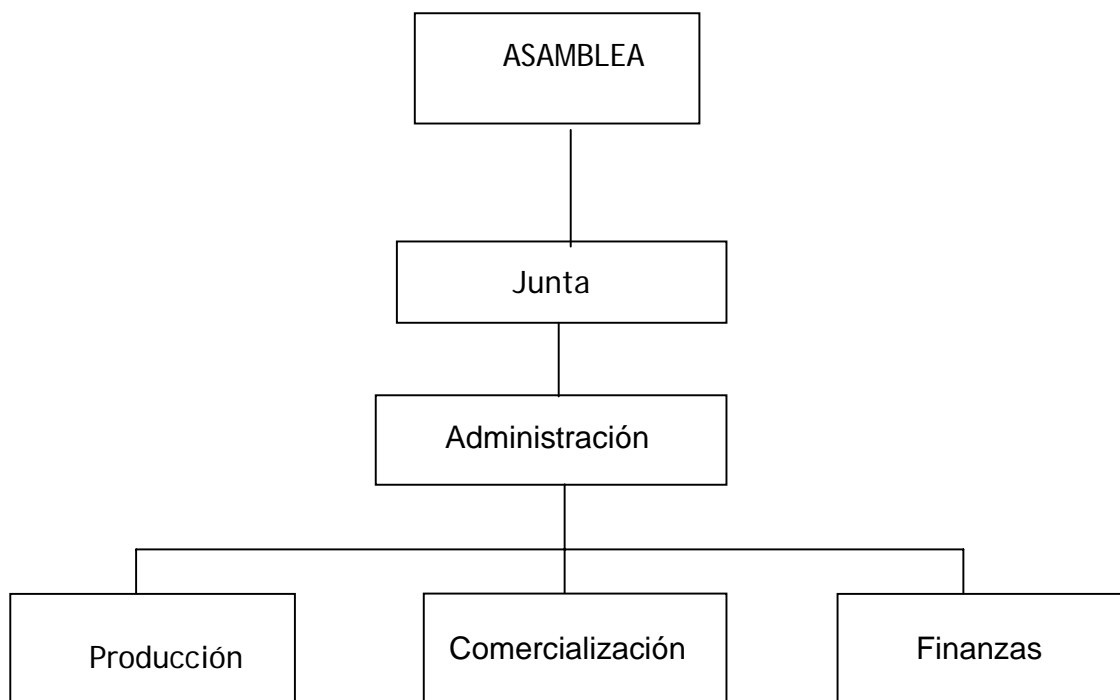 ASAMBLEA
Junta
Administración
Producción
Comercialización
Finanzas